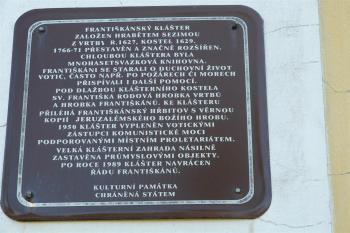 FRANTIŠKÁNSKÝ KLÁŠTER
ZALOŽEN HRABĚTEM SEZIMOU
Z VRTBY R.1627, KOSTEL 1629.
1766-71 PŘESTAVĚN A ZNAČNĚ ROZŠÍŘEN.
CHLOUBOU KLÁŠTERA BYLA
MNOHASETSVAZKOVÁ KNIHOVNA.
FRANTIŠKÁNI SE STARALI O DUCHOVNÍ ŽIVOT
VOTIC, ČASTO NAPŘ. PO POŽÁRECH ČI MORECH
PŘISPÍVALI I DALŠÍ POMOCÍ.
POD DLAŽBOU KLÁŠTERNÍHO KOSTELA
SV. FRANTIŠKA RODOVÁ HROBKA VRTBŮ
A HROBKA FRANTIŠKÁNŮ. KE KLÁŠTERU
PŘILÉHÁ FRANTIŠKÁNSKÝ HŘBITOV S VĚRNOU
KOPIÍ JERUZALÉMSKÉHO BOŽÍHO HROBU.
1950 KLÁŠTER VYPLENĚN VOTICKÝMI
ZÁSTUPCI KOMUNISTICKÉ MOCI
PODPOROVANÝMI MÍSTNÍM PROLETARIÁTEM.
VELKÁ KLÁŠTERNÍ ZAHRADA NÁSILNĚ
ZASTAVĚNA PRŮMYSLOVÝMI OBJEKTY.
PO ROCE 1989 KLÁŠTER NAVRÁCEN
ŘÁDU FRANTIŠKÁNŮ.
KULTURNÍ PAMÁTKA
CHRÁNĚNÁ STÁTEM